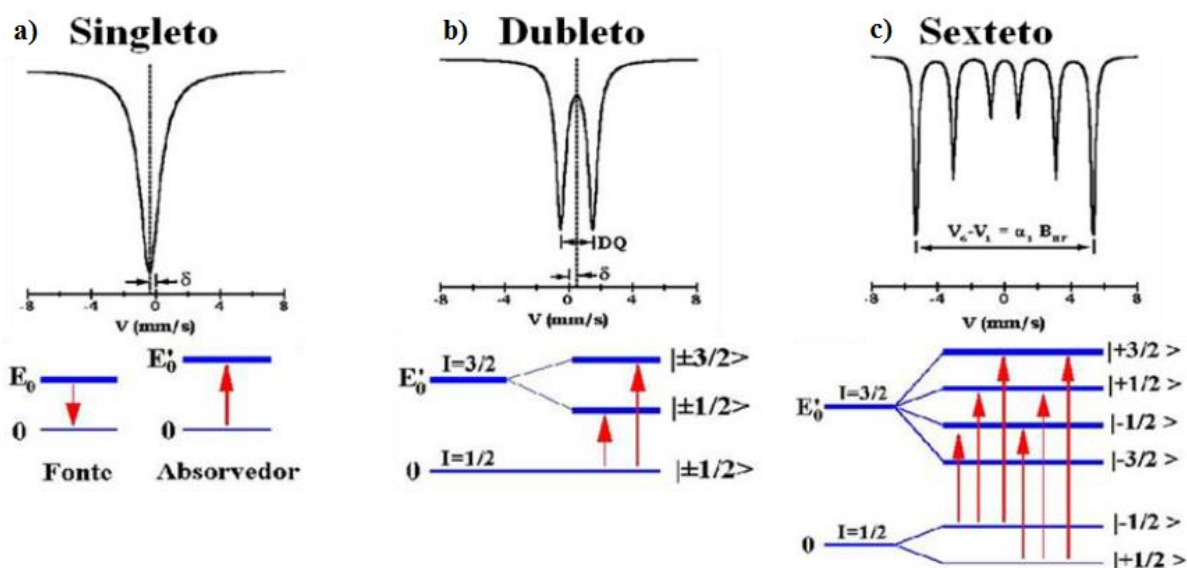 a) Singleto
δ
-8 -4 0 4 8
V (mm/s)
E₀ E'₀
0 0
Fonte Absorvedor
b) Dubleto
DQ
δ
-8 -4 0 4 8
V (mm/s)
E'₀ I=3/2 |±3/2>
|±1/2>
0 I=1/2 |±1/2>
c) Sexteto
V₆-V₁ = α₁ B_HF
-8 -4 0 4 8
V (mm/s)
|+3/2 >
E'₀ I=3/2 |+1/2 >
|-1/2 >
|-3/2 >
|-1/2 >
0 I=1/2
|+1/2 >